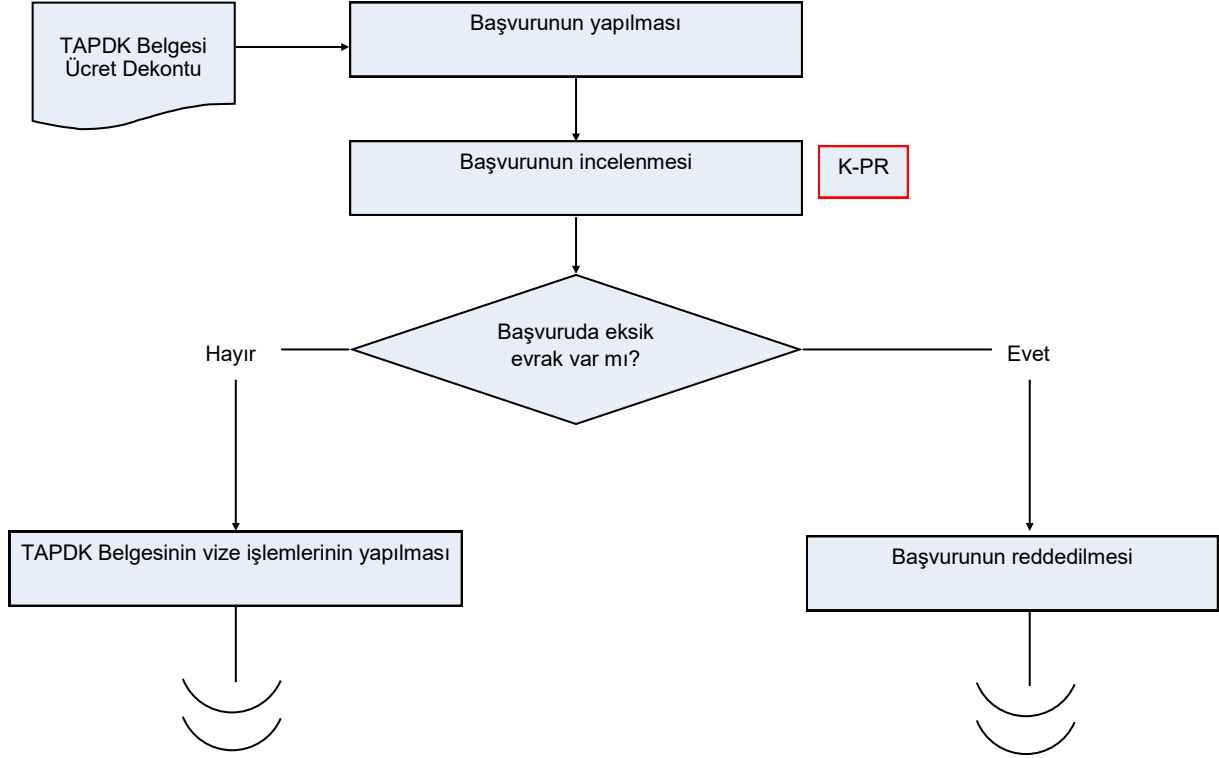 TAPDK Belgesi
Ücret Dekontu
Başvurunun yapılması
Başvurunun incelenmesi
K-PR
Başvuruda eksik
evrak var mı?
Hayır
Evet
TAPDK Belgesinin vize işlemlerinin yapılması
Başvurunun reddedilmesi